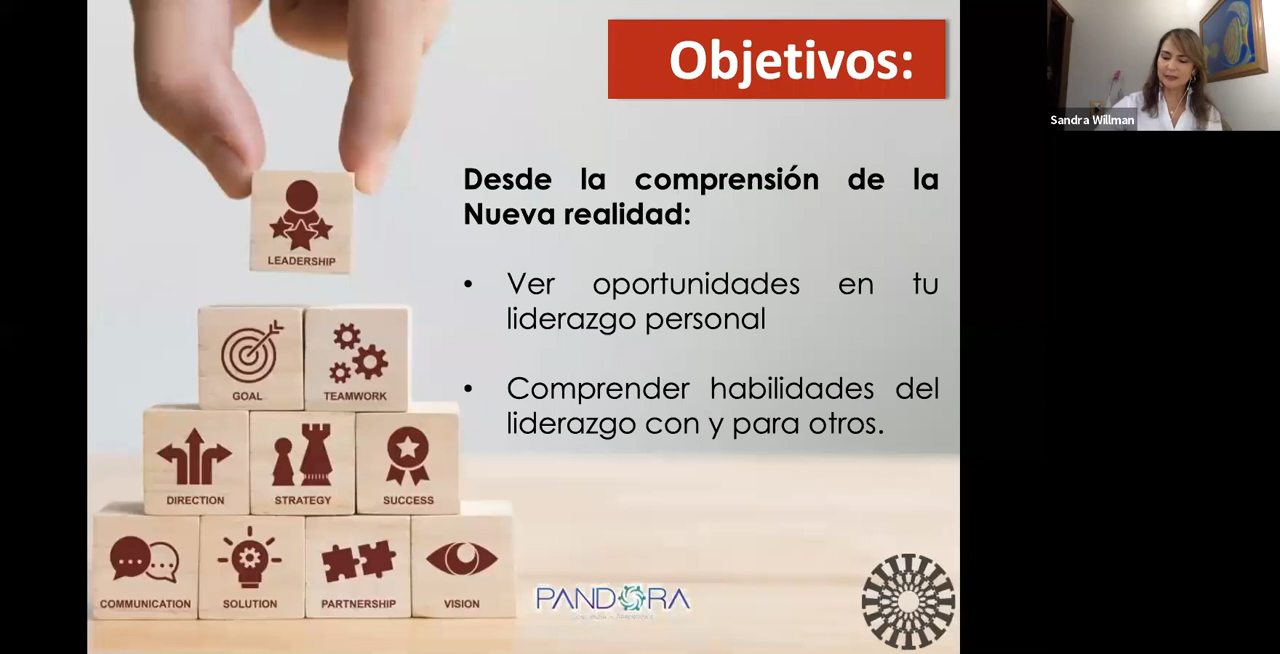 Objetivos:
Sandra Willman
Desde la comprensión de la
Nueva realidad:
• Ver oportunidades en tu
liderazgo personal
• Comprender habilidades del
liderazgo con y para otros.
LEADERSHIP
GOAL
TEAMWORK
DIRECTION
STRATEGY
SUCCESS
COMMUNICATION
SOLUTION
PARTNERSHIP
VISION
PANDORA